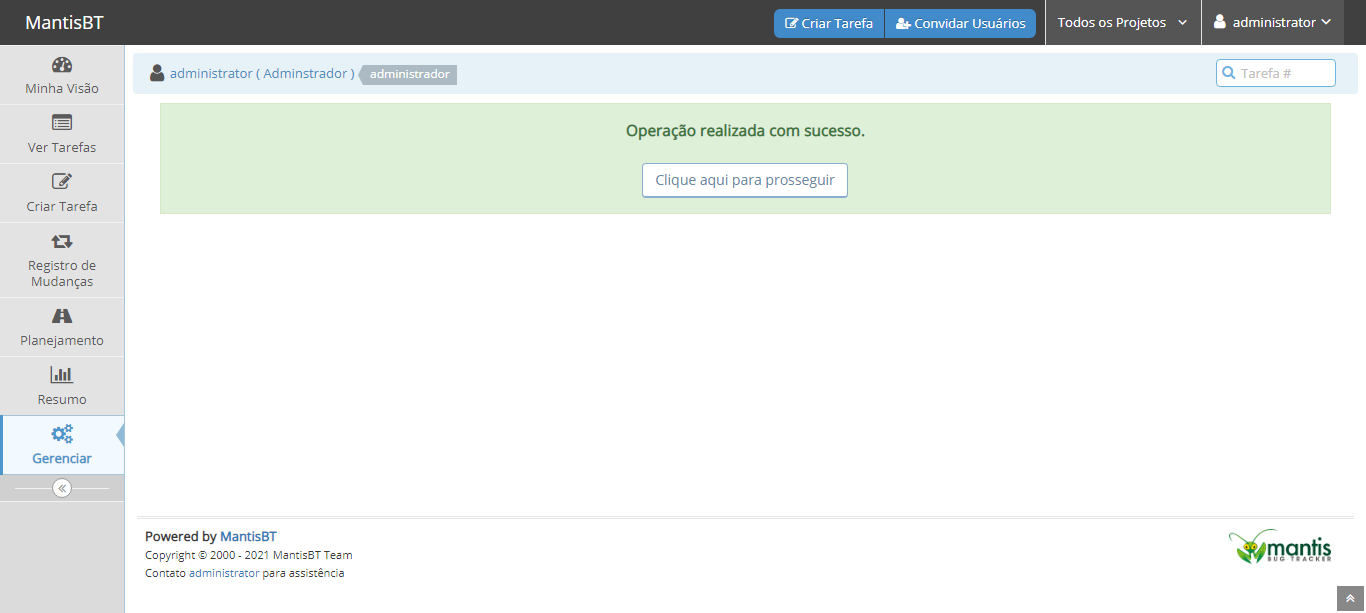 MantisBT
Criar Tarefa
Convidar Usuários
Todos os Projetos
administrator
Minha Visão
Ver Tarefas
Criar Tarefa
Registro de
Mudanças
Planejamento
Resumo
Gerenciar
administrator ( Adminstrador ) administrador
Tarefa #
Operação realizada com sucesso.
Clique aqui para prosseguir
Powered by MantisBT
Copyright © 2000 - 2021 MantisBT Team
Contato administrator para assistência
mantis
BUG TRACKER